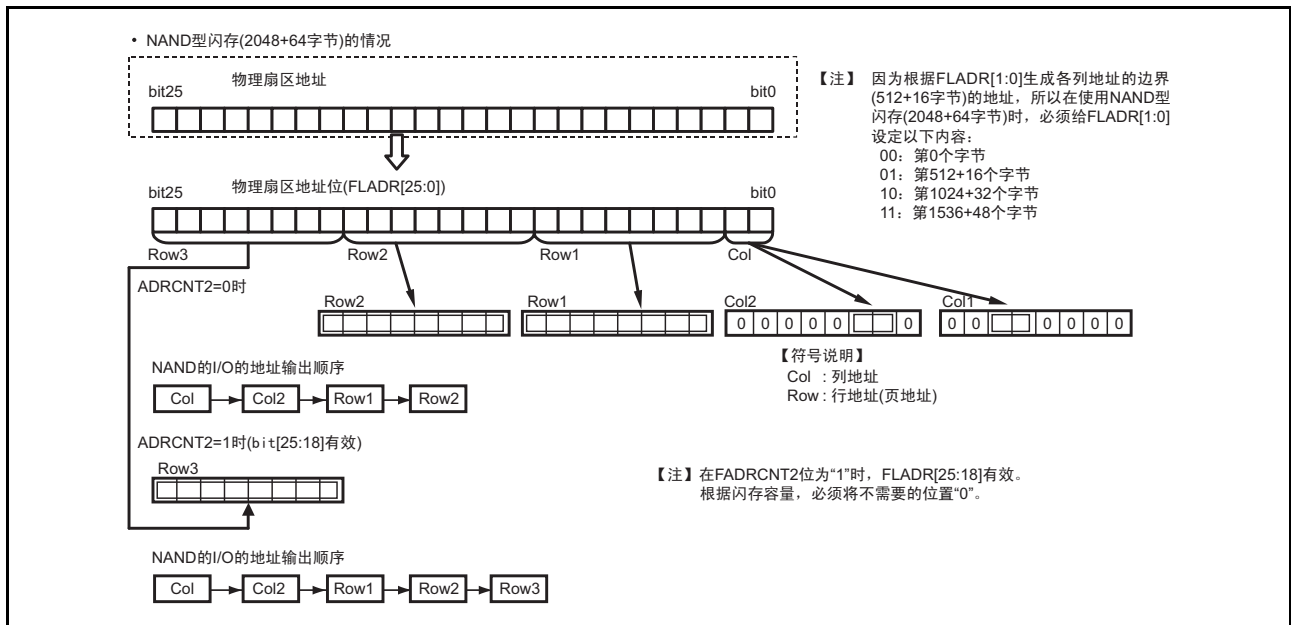 • NAND型闪存(2048+64字节)的情况
物理扇区地址
bit25
bit0
【注】 因为根据FLADR[1:0]生成各列地址的边界
(512+16字节)的地址，所以在使用NAND型
闪存(2048+64字节)时，必须给FLADR[1:0]
设定以下内容：
00：第0个字节
01：第512+16个字节
10：第1024+32个字节
11：第1536+48个字节
bit25
物理扇区地址位(FLADR[25:0])
bit0
Row3
Row2
Row1
Col
ADRCNT2=0时
Row2
Row1
Col2
Col1
0 0 0 0 0 0
0 0 0 0 0 0
【符号说明】
Col : 列地址
Row : 行地址(页地址)
NAND的I/O的地址输出顺序
Col Col2 Row1 Row2
ADRCNT2=1时(bit[25:18]有效)
Row3
【注】在FADRCNT2位为“1”时，FLADR[25:18]有效。
根据闪存容量，必须将不需要的位置“0”。
NAND的I/O的地址输出顺序
Col Col2 Row1 Row2 Row3